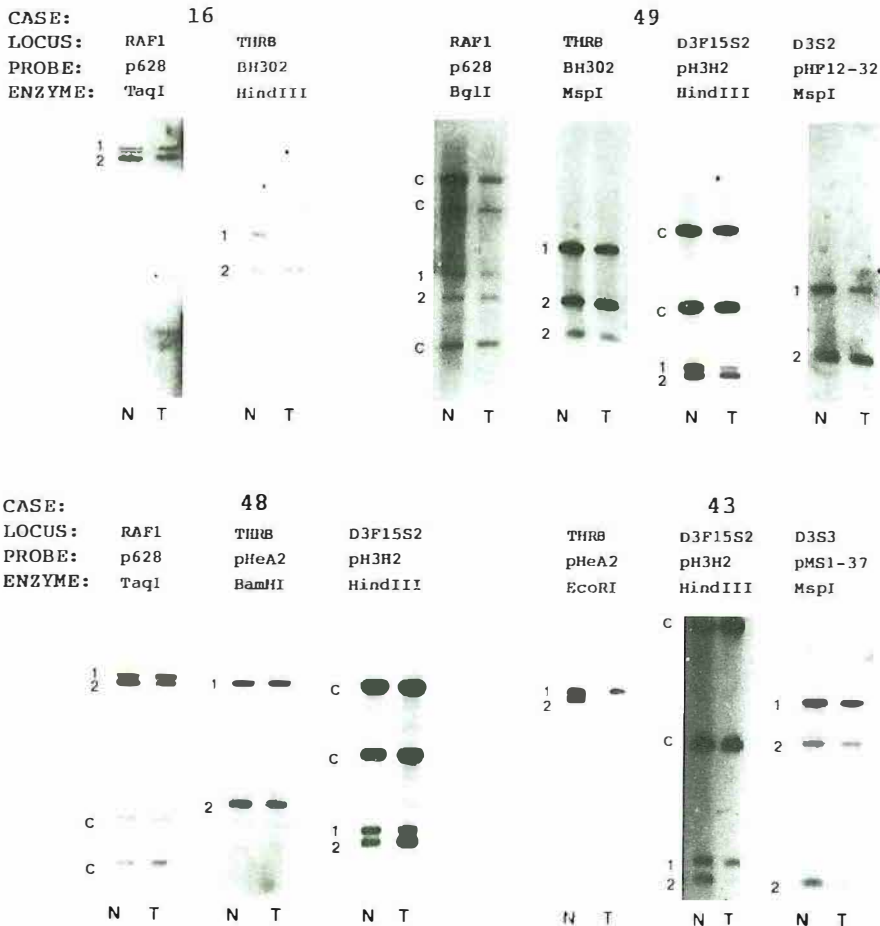 CASE: 16 49
LOCUS: RAF1 THRB RAF1 THRB D3F15S2 D3S2
PROBE: p628 BH302 p628 BH302 pH3H2 pHF12-32
ENZYME: TaqI HindIII BglI MspI HindIII MspI
1
2
1
2
C
C
1
2
C
1
2
2
C
C
1
2
1
2
N T N T N T N T N T N T
CASE: 48 43
LOCUS: RAF1 THRB D3F15S2 THRB D3F15S2 D3S3
PROBE: p628 pHeA2 pH3H2 pHeA2 pH3H2 pMS1-37
ENZYME: TaqI BamHI HindIII EcoRI HindIII MspI
1
2
C
C
1
2
C
C
1
2
1
2
C
C
1
2
1
2
2
N T N T N T N T N T N T